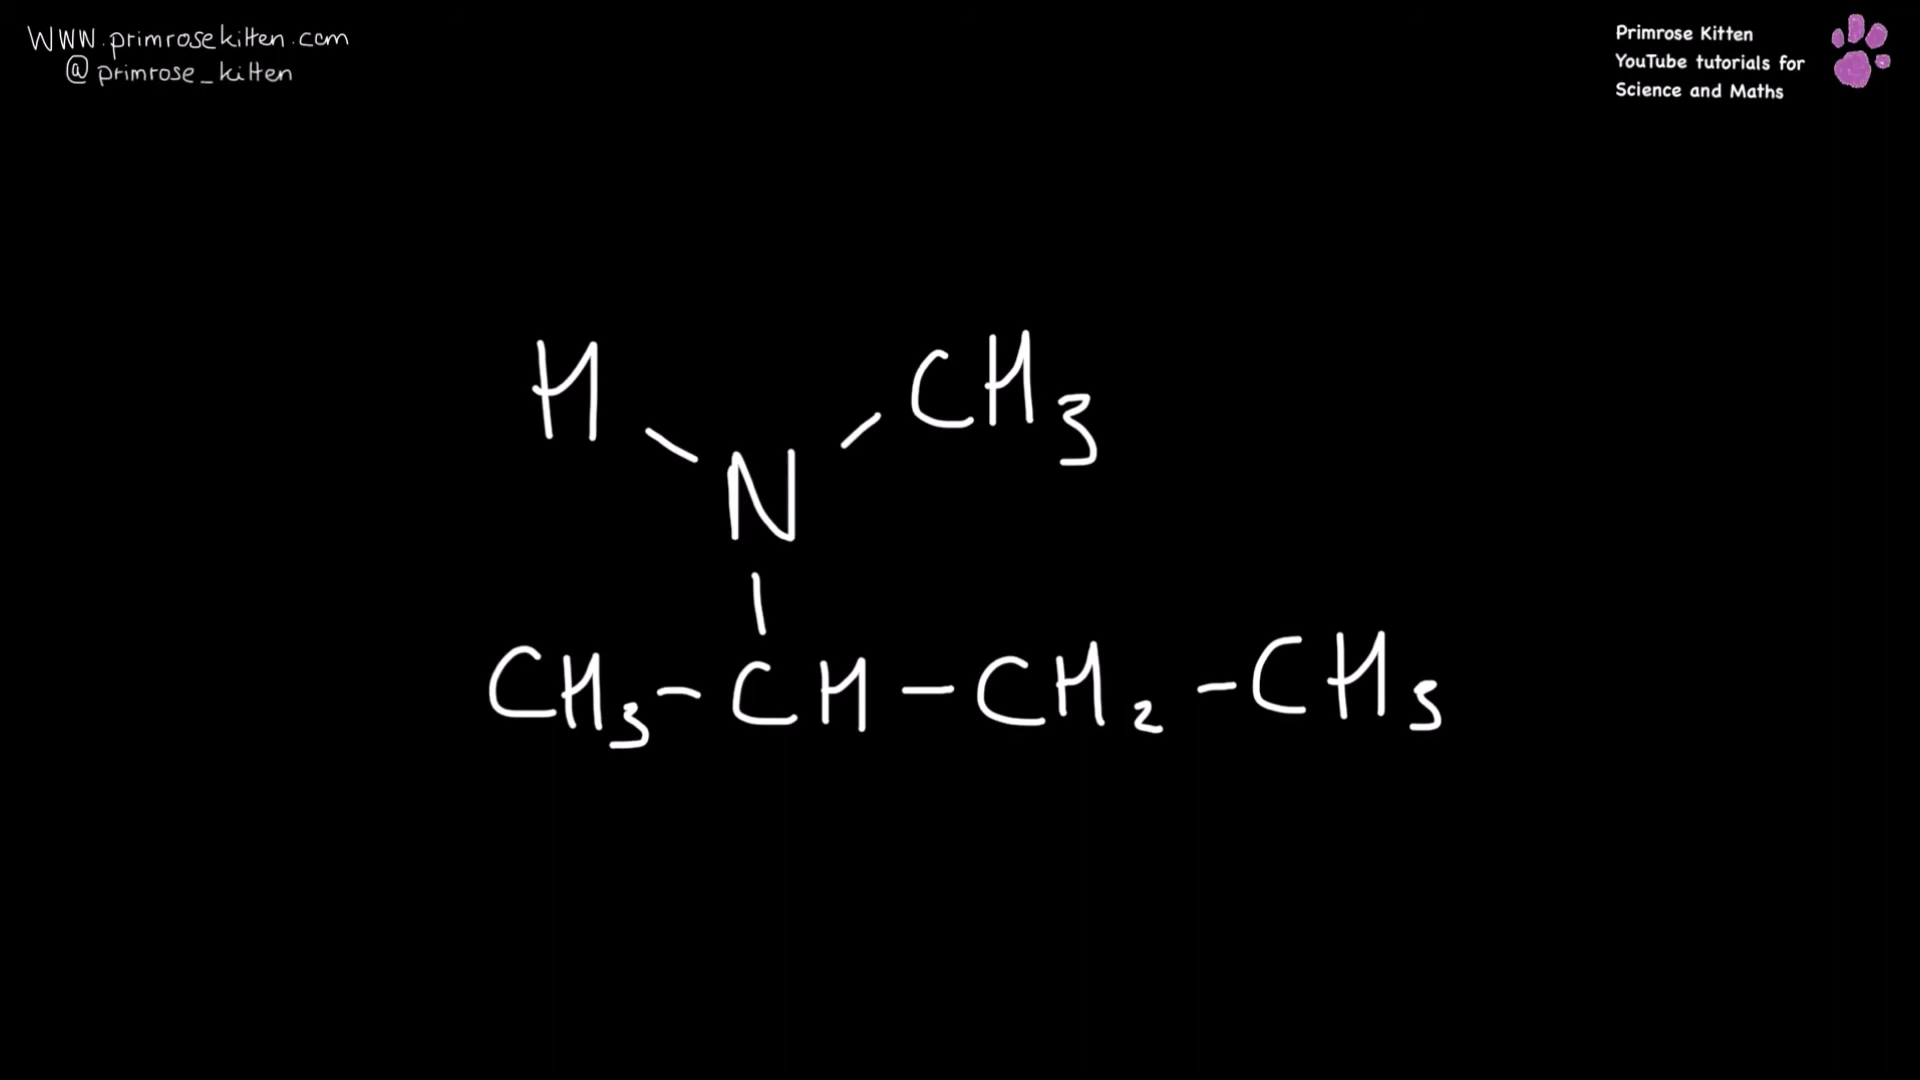 www.primrosekitten.com
@primrose_kitten
Primrose Kitten
YouTube tutorials for
Science and Maths
H CH₃
N
CH₃-CH-CH₂-CH₃